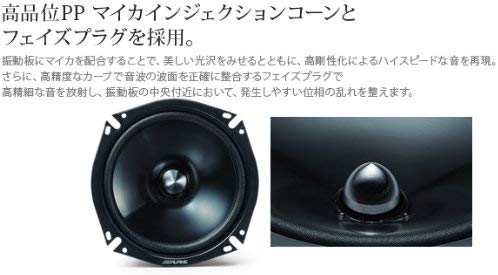 高品位PP マイカインジェクションコーンと
フェイズプラグを採用。
振動板にマイカを配合することで、美しい光沢をみせるとともに、高剛性化によるハイスピードな音を再現。
さらに、高精度なカーブで音波の波面を正確に整合するフェイズプラグで
高精細な音を放射し、振動板の中央付近において、発生しやすい位相の乱れを整えます。
ALPINE